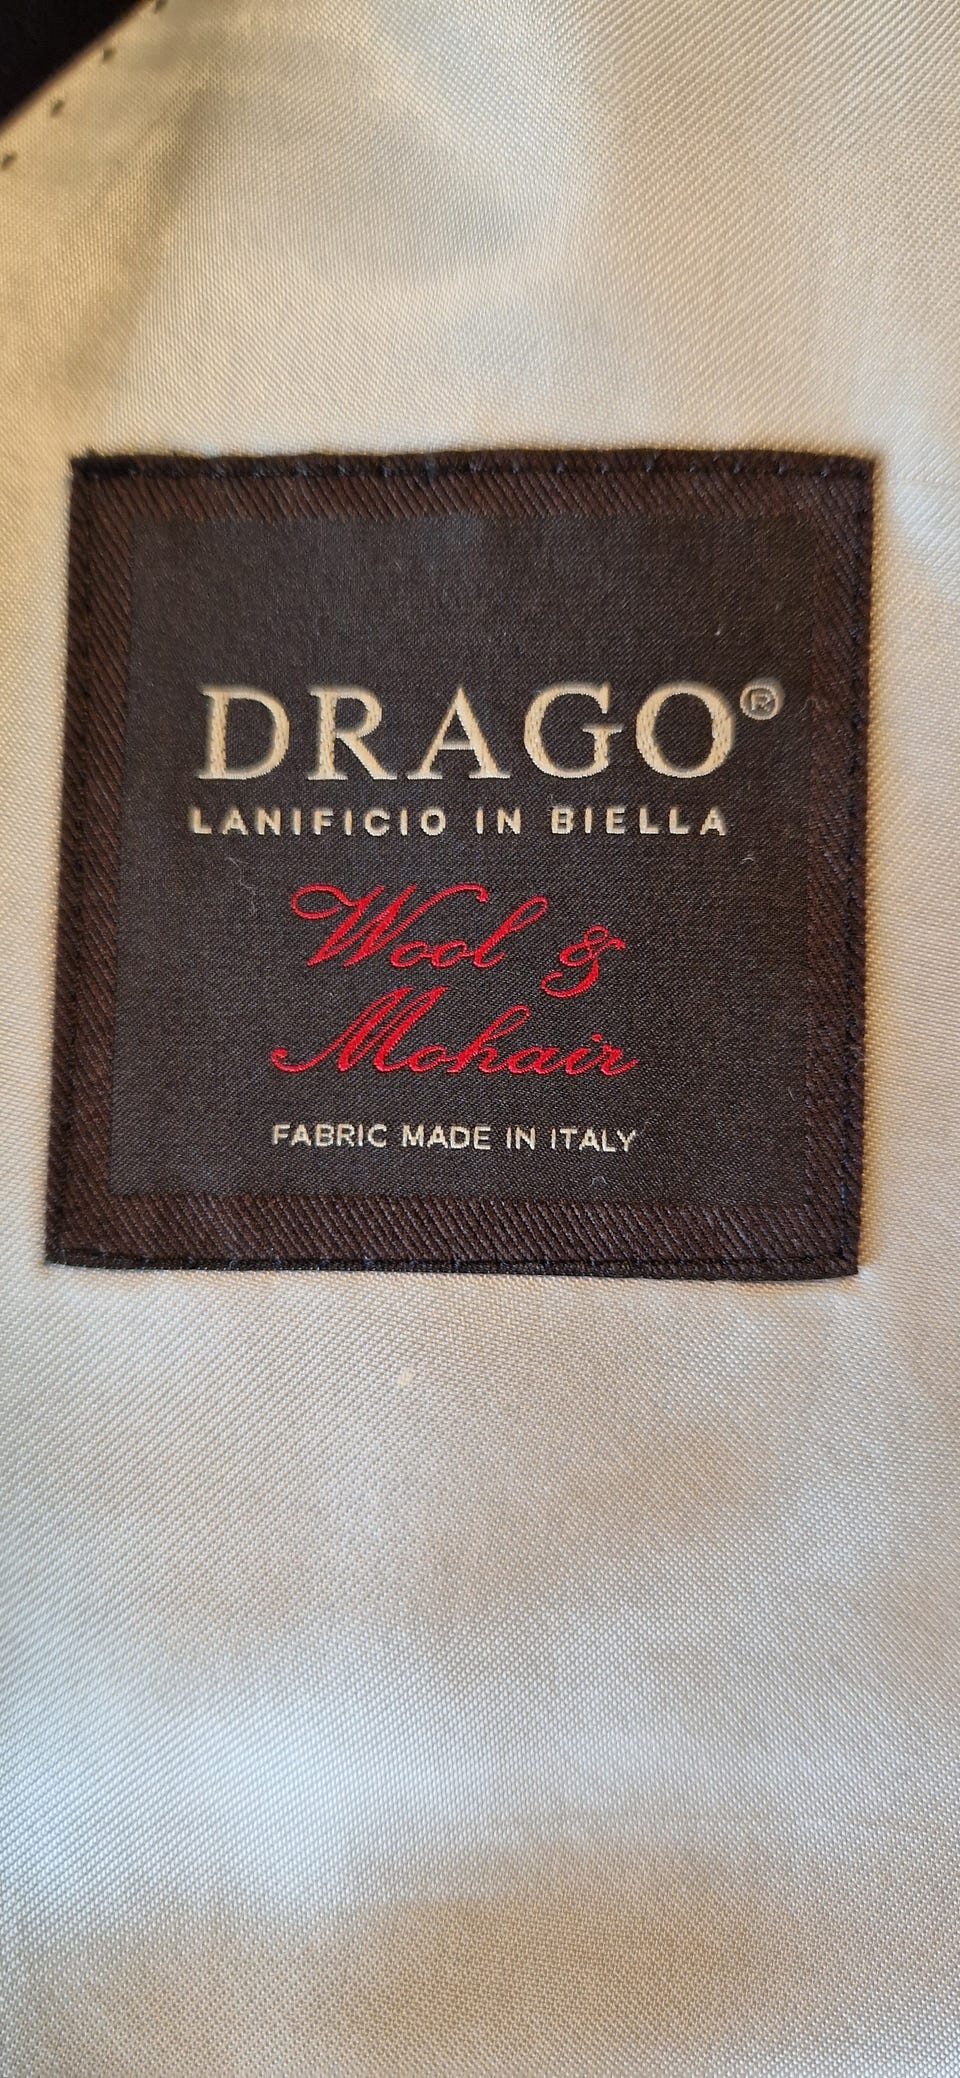 DRAGO®
LANIFICIO IN BIELLA
Wool &
Mohair
FABRIC MADE IN ITALY